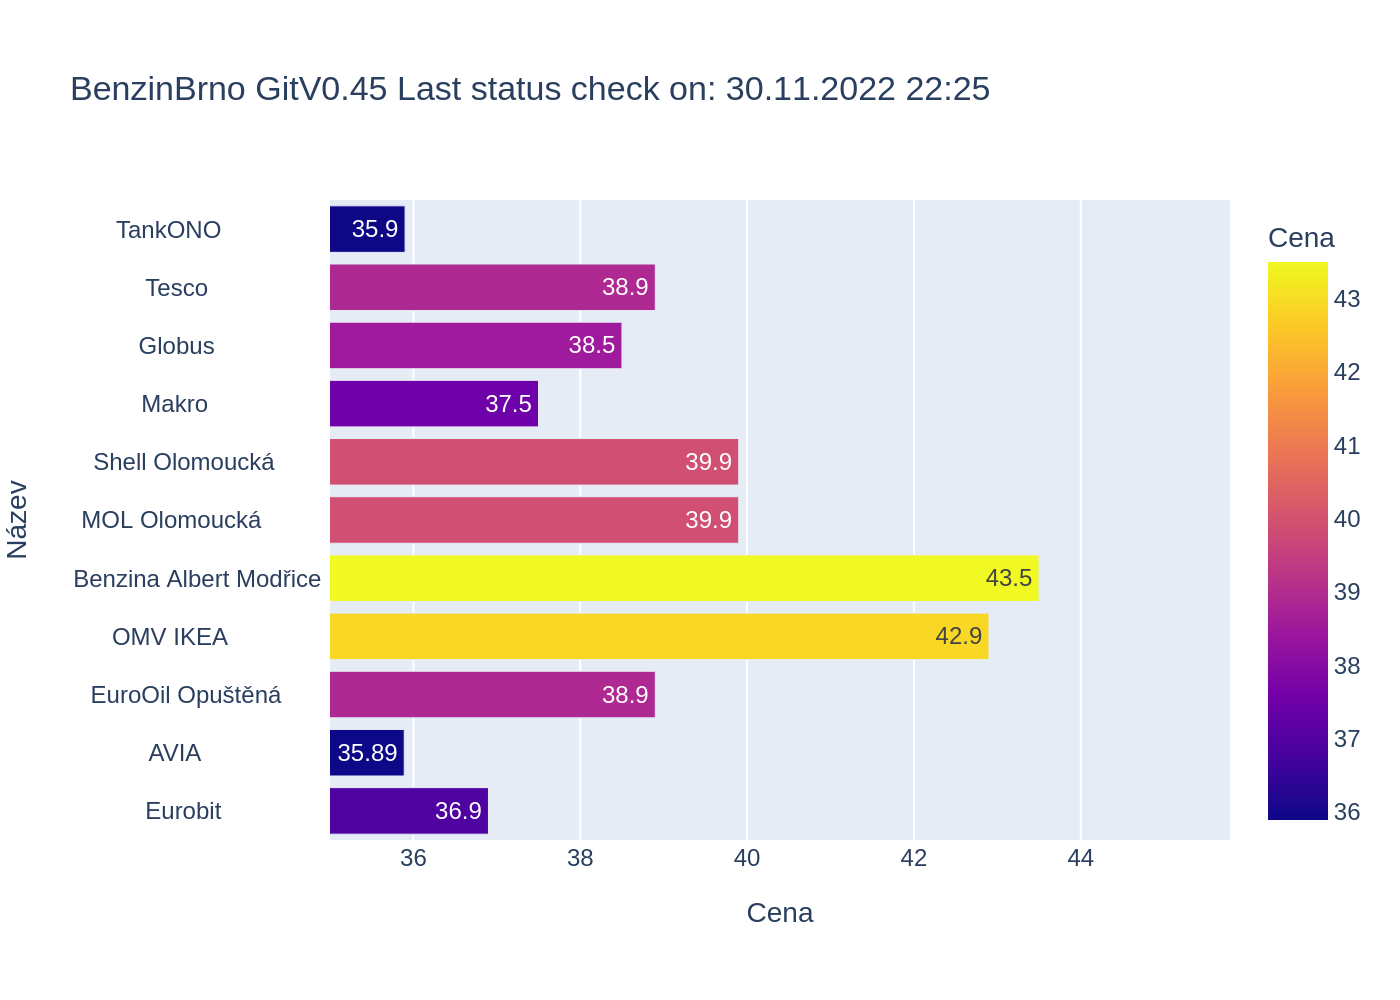 BenzinBrno GitV0.45 Last status check on: 30.11.2022 22:25
Název
TankONO 35.9
Tesco 38.9
Globus 38.5
Makro 37.5
Shell Olomoucká 39.9
MOL Olomoucká 39.9
Benzina Albert Modřice 43.5
OMV IKEA 42.9
EuroOil Opuštěná 38.9
AVIA 35.89
Eurobit 36.9
36 38 40 42 44
Cena
Cena
43
42
41
40
39
38
37
36